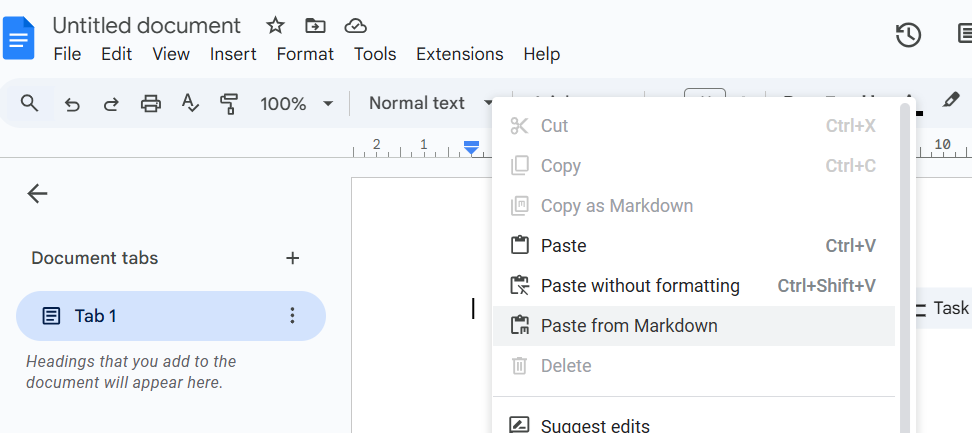 Untitled document
File Edit View Insert Format Tools Extensions Help
100% Normal text
2 1 10
Cut Ctrl+X
Copy Ctrl+C
Copy as Markdown
Paste Ctrl+V
Paste without formatting Ctrl+Shift+V
Paste from Markdown
Delete
Suggest edits
Document tabs
Tab 1
Headings that you add to the
document will appear here.
Task